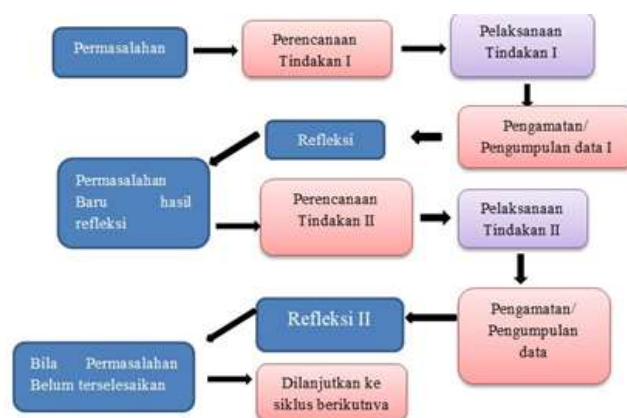 Permasalahan
Perencanaan
Tindakan I
Pelaksanaan
Tindakan I
Pengamatan/
Pengumpulan data I
Refleksi
Permasalahan
Baru hasil
refleksi
Perencanaan
Tindakan II
Pelaksanaan
Tindakan II
Pengamatan/
Pengumpulan
data
Refleksi II
Bila Permasalahan
Belum terselesaikan
Dilanjutkan ke
siklus berikutnya